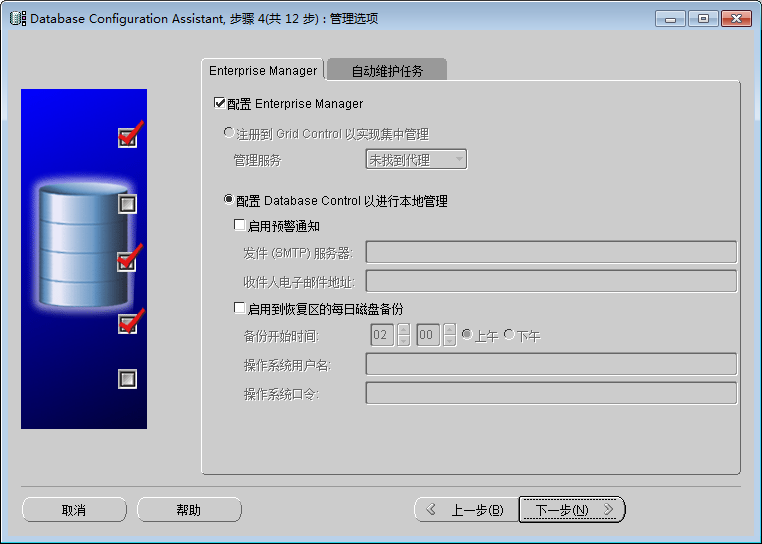 Database Configuration Assistant, 步骤 4(共 12 步) : 管理选项
Enterprise Manager
自动维护任务
配置 Enterprise Manager
注册到 Grid Control 以实现集中管理
管理服务
未找到代理
配置 Database Control 以进行本地管理
启用预警通知
发件 (SMTP) 服务器:
收件人电子邮件地址:
启用到恢复区的每日磁盘备份
备份开始时间:
02
00
上午
下午
操作系统用户名:
操作系统口令:
取消
帮助
上一步(B)
下一步(N)